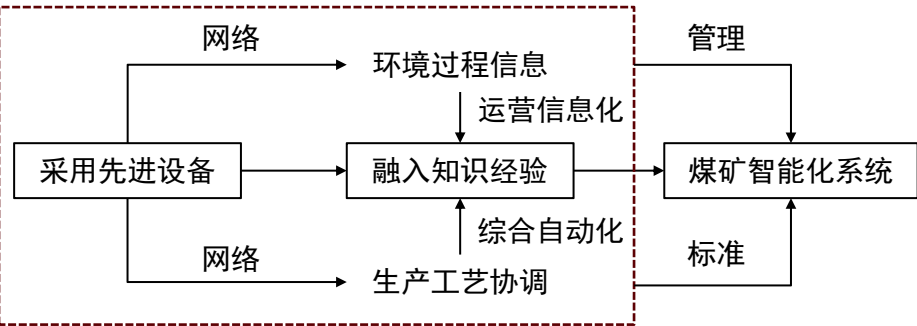 网络
管理
环境过程信息
运营信息化
采用先进设备
融入知识经验
煤矿智能化系统
综合自动化
网络
标准
生产工艺协调